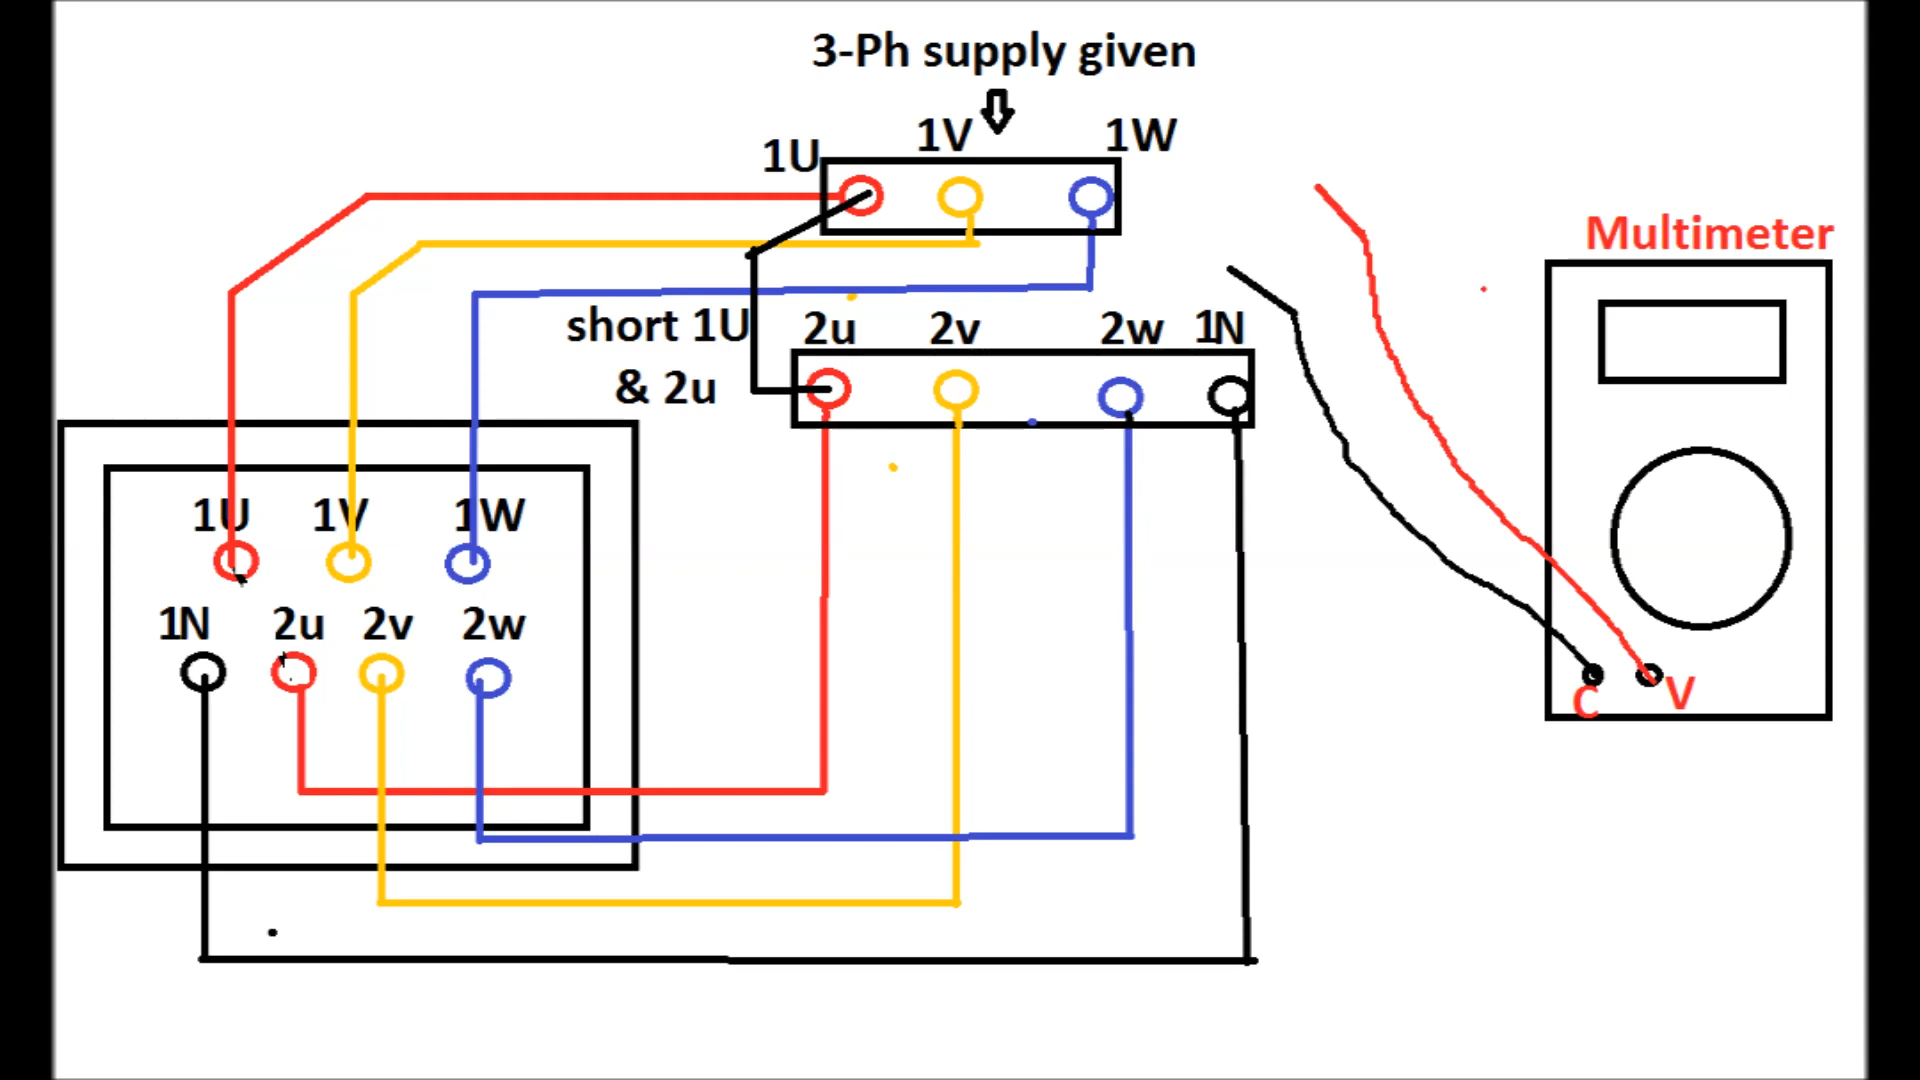 3-Ph supply given
1U 1V 1W
Multimeter
short 1U
& 2u
2u 2v 2w 1N
1U 1V 1W
1N 2u 2v 2w
C V